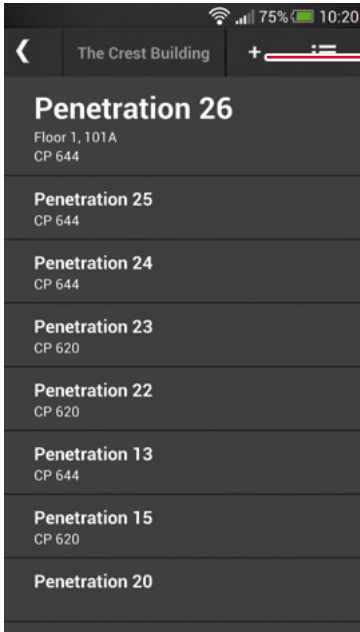 75% 10:20
The Crest Building +
Penetration 26
Floor 1, 101A
CP 644
Penetration 25
CP 644
Penetration 24
CP 644
Penetration 23
CP 620
Penetration 22
CP 620
Penetration 13
CP 644
Penetration 15
CP 620
Penetration 20